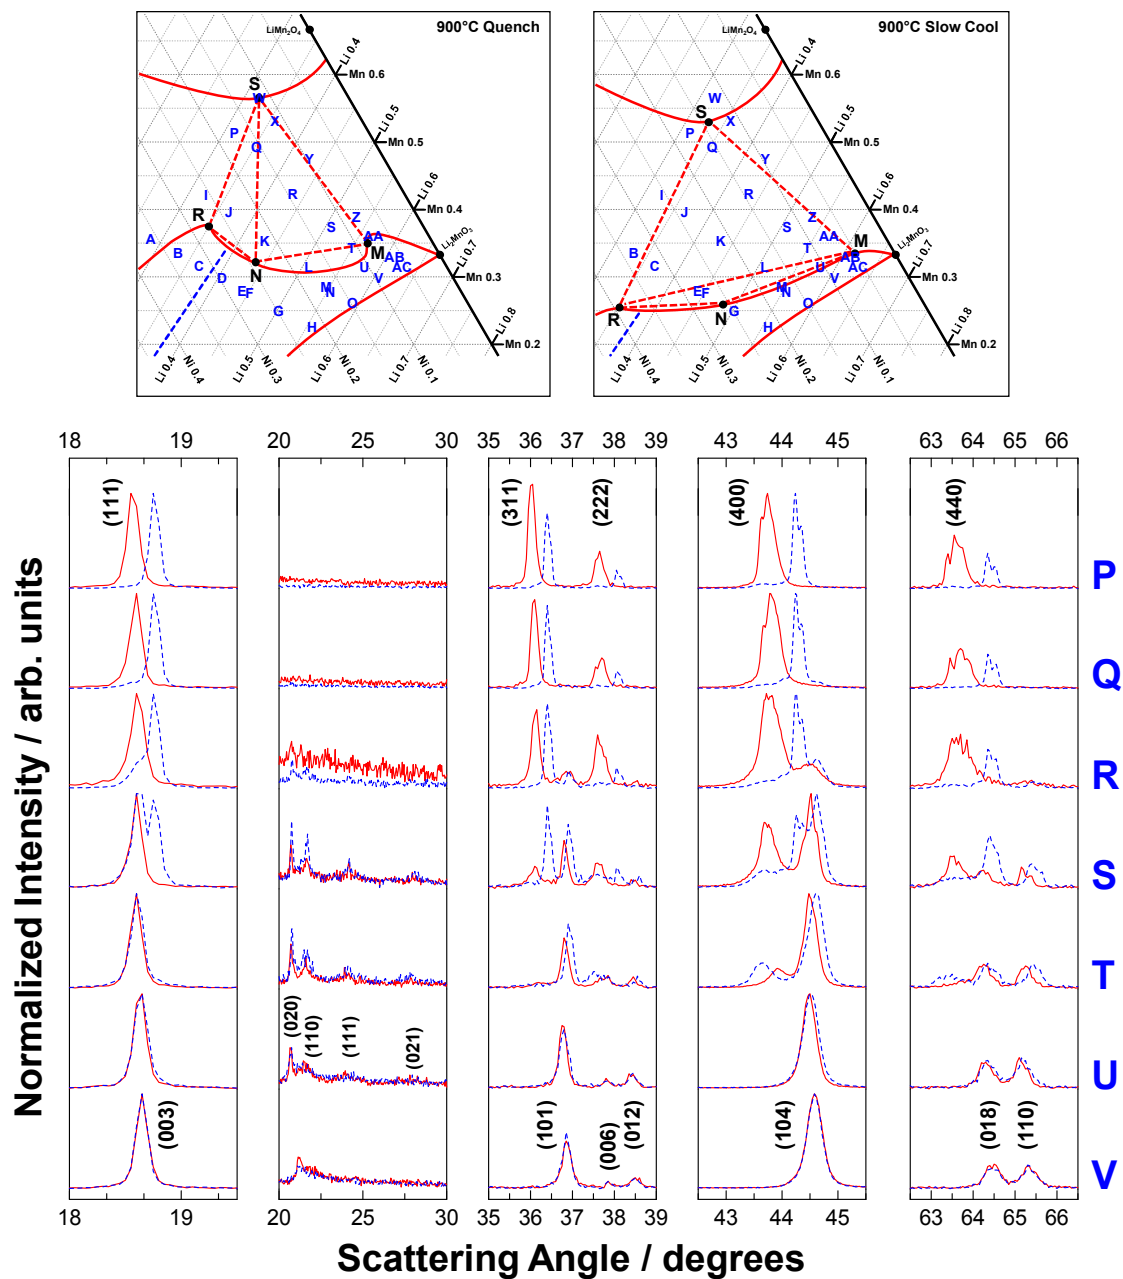 900°C Quench
LiMn₂O₄
Li 0.4
Mn 0.6
Li 0.5
Mn 0.5
Li 0.6
Mn 0.4
Li₂MnO₃
Li 0.7
Mn 0.3
Li 0.8
Mn 0.2
S
W
X
P
Q
Y
I
R
J
R
Z
S
A
K
AA
T
M
B
N
AB
C
L
U
AC
D
V
E
F
M
N
O
G
H
Li 0.4
Ni 0.4
Li 0.5
Ni 0.3
Li 0.6
Ni 0.2
Li 0.7
Ni 0.1
900°C Slow Cool
LiMn₂O₄
Li 0.4
Mn 0.6
Li 0.5
Mn 0.5
Li 0.6
Mn 0.4
Li₂MnO₃
Li 0.7
Mn 0.3
Li 0.8
Mn 0.2
W
S
X
P
Q
Y
I
R
J
Z
S
K
AA
M
T
B
AB
C
L
U
AC
V
E
F
M
N
R
N
O
G
H
Li 0.4
Ni 0.4
Li 0.5
Ni 0.3
Li 0.6
Ni 0.2
Li 0.7
Ni 0.1
18 19
20 22 24 26 28 30
35 36 37 38 39
43 44 45
63 64 65 66
(111)
(311)
(222)
(400)
(440)
P
Q
R
S
T
(020)
(110)
(111)
(021)
U
(003)
(101)
(006)
(012)
(104)
(018)
(110)
V
18 19
20 22 24 26 28 30
35 36 37 38 39
43 44 45
63 64 65 66
Normalized Intensity / arb. units
Scattering Angle / degrees